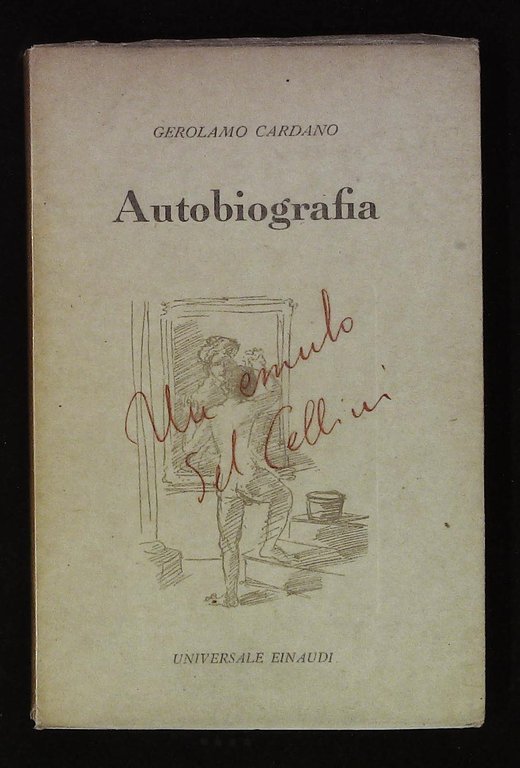 GEROLAMO CARDANO
Autobiografia
Un emulo
del Cellini
UNIVERSALE EINAUDI